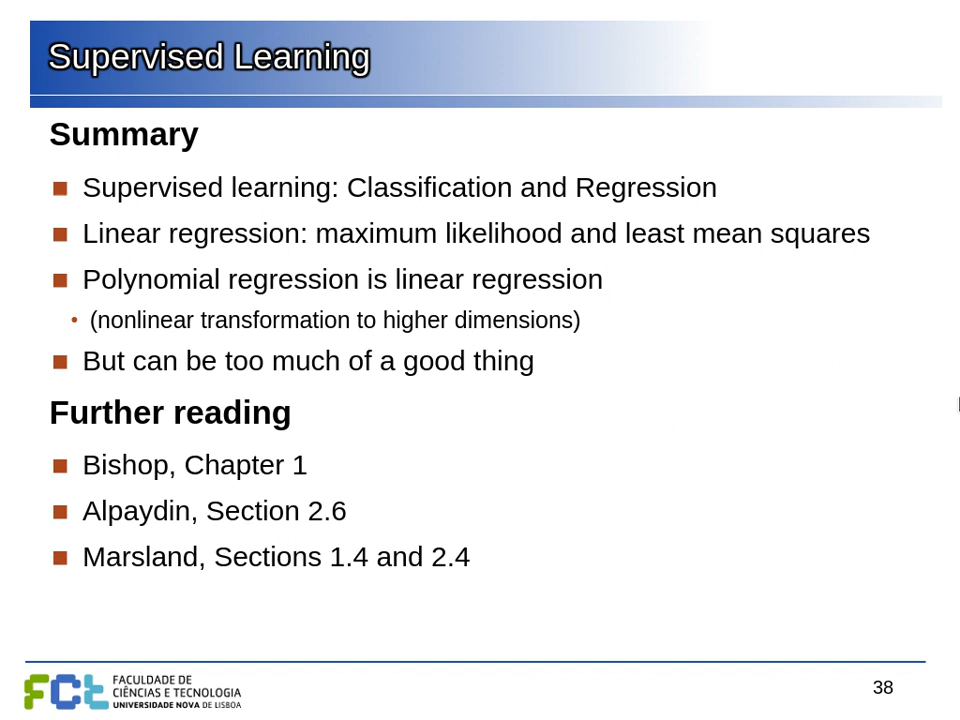 Supervised Learning
Summary
Supervised learning: Classification and Regression
Linear regression: maximum likelihood and least mean squares
Polynomial regression is linear regression
(nonlinear transformation to higher dimensions)
But can be too much of a good thing
Further reading
Bishop, Chapter 1
Alpaydin, Section 2.6
Marsland, Sections 1.4 and 2.4
FCt
FACULDADE DE
CIÊNCIAS E TECNOLOGIA
UNIVERSIDADE NOVA DE LISBOA
38